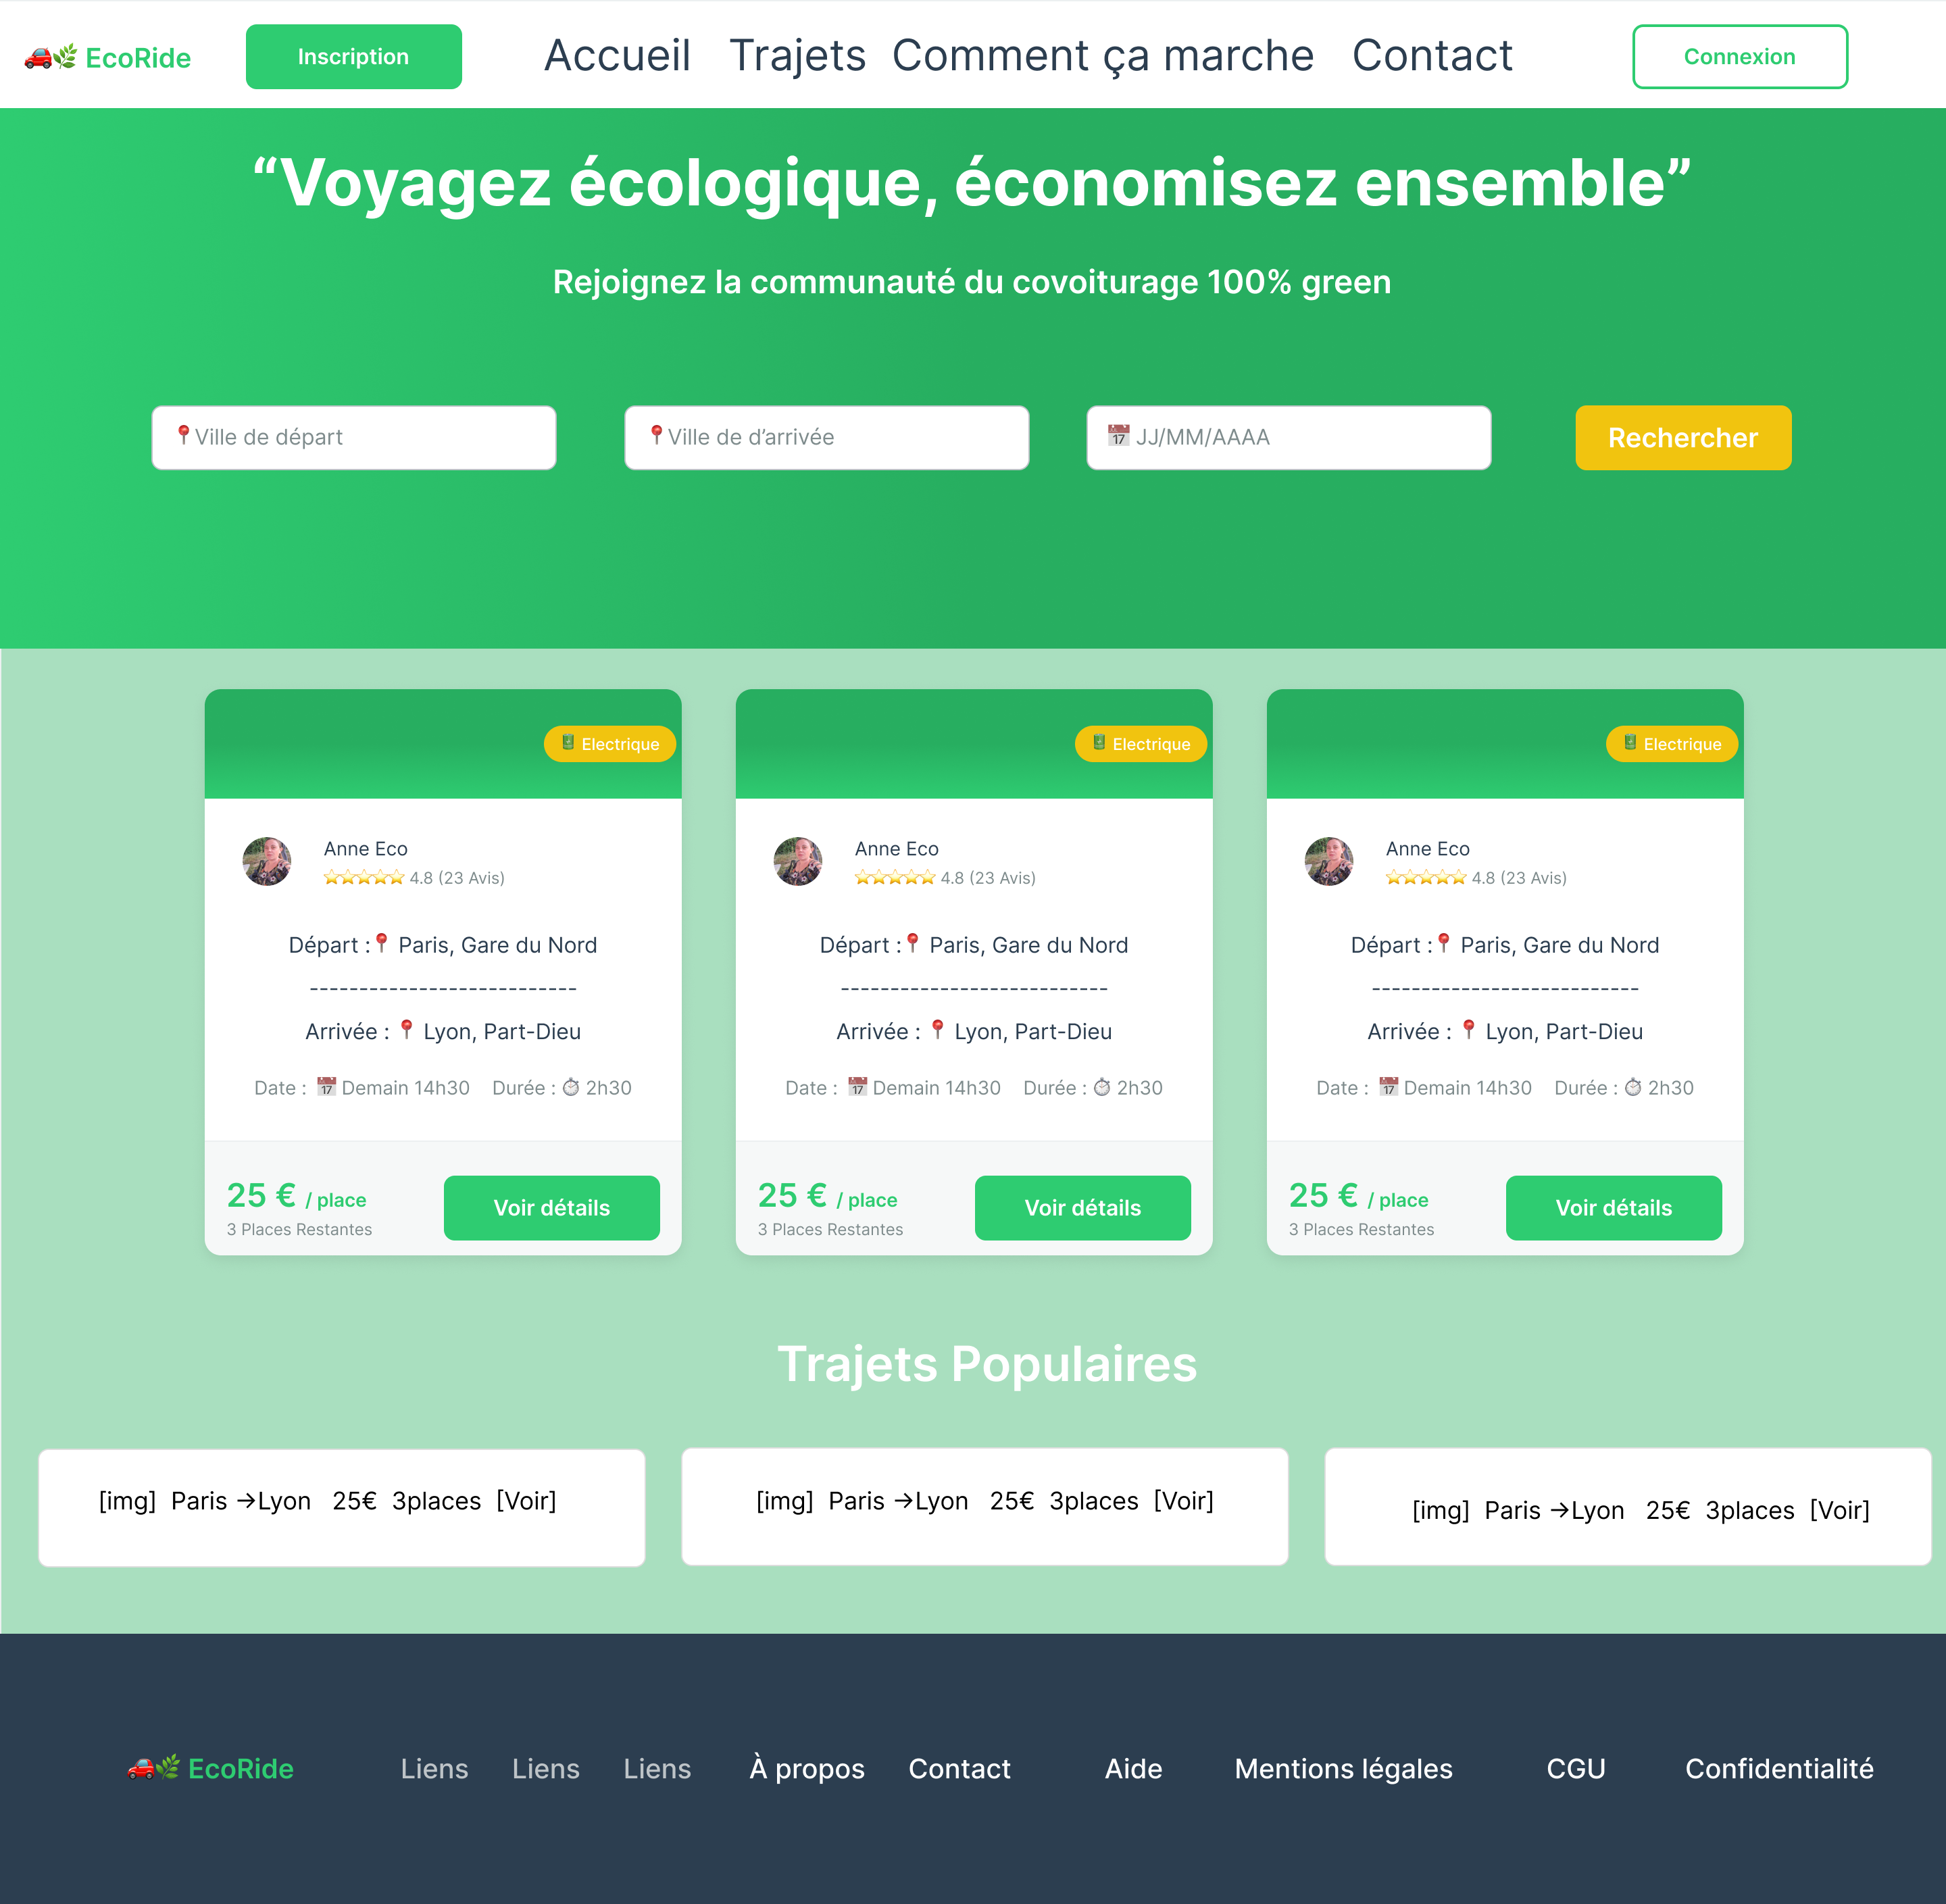 EcoRide
Inscription
Accueil Trajets Comment ça marche Contact
Connexion
“Voyagez écologique, économisez ensemble”
Rejoignez la communauté du covoiturage 100% green
Ville de départ
Ville de d’arrivée
JJ/MM/AAAA
Rechercher
Electrique
Anne Eco
4.8 (23 Avis)
Départ : Paris, Gare du Nord
---------------------------
Arrivée : Lyon, Part-Dieu
Date : Demain 14h30 Durée : 2h30
25 € / place
3 Places Restantes
Voir détails
Electrique
Anne Eco
4.8 (23 Avis)
Départ : Paris, Gare du Nord
---------------------------
Arrivée : Lyon, Part-Dieu
Date : Demain 14h30 Durée : 2h30
25 € / place
3 Places Restantes
Voir détails
Electrique
Anne Eco
4.8 (23 Avis)
Départ : Paris, Gare du Nord
---------------------------
Arrivée : Lyon, Part-Dieu
Date : Demain 14h30 Durée : 2h30
25 € / place
3 Places Restantes
Voir détails
Trajets Populaires
[img] Paris →Lyon 25€ 3places [Voir]
[img] Paris →Lyon 25€ 3places [Voir]
[img] Paris →Lyon 25€ 3places [Voir]
EcoRide
Liens Liens Liens À propos Contact Aide Mentions légales CGU Confidentialité